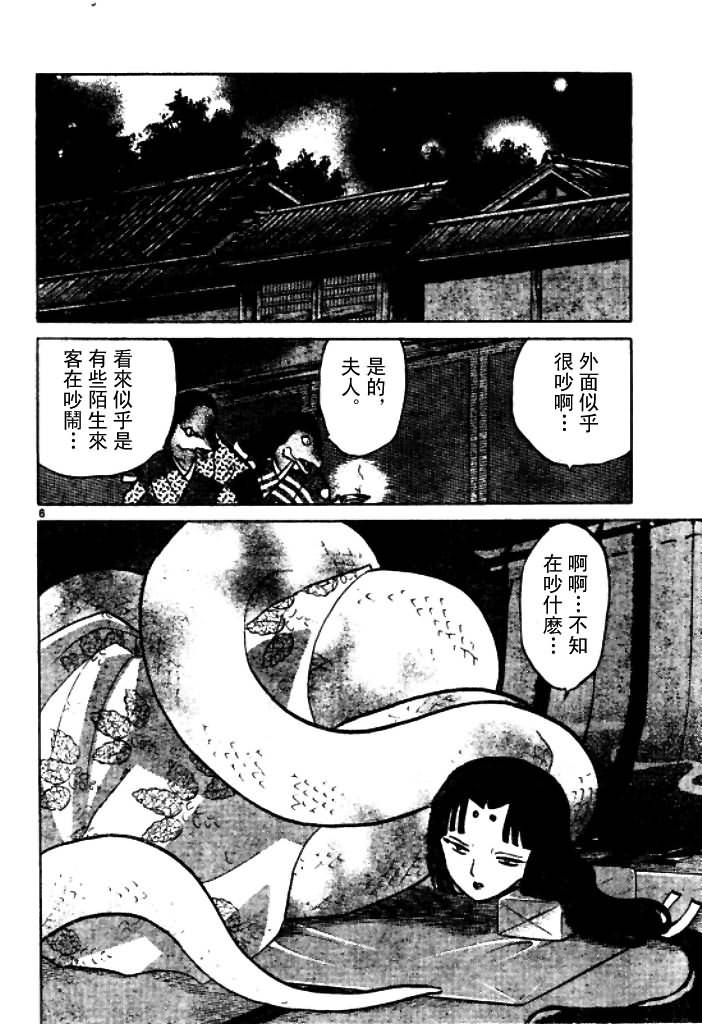 外面似乎
很吵啊…
是的，
夫人。
看來似乎是
有些陌生來
客在吵鬧…
6
啊啊…不知
在吵什麼…